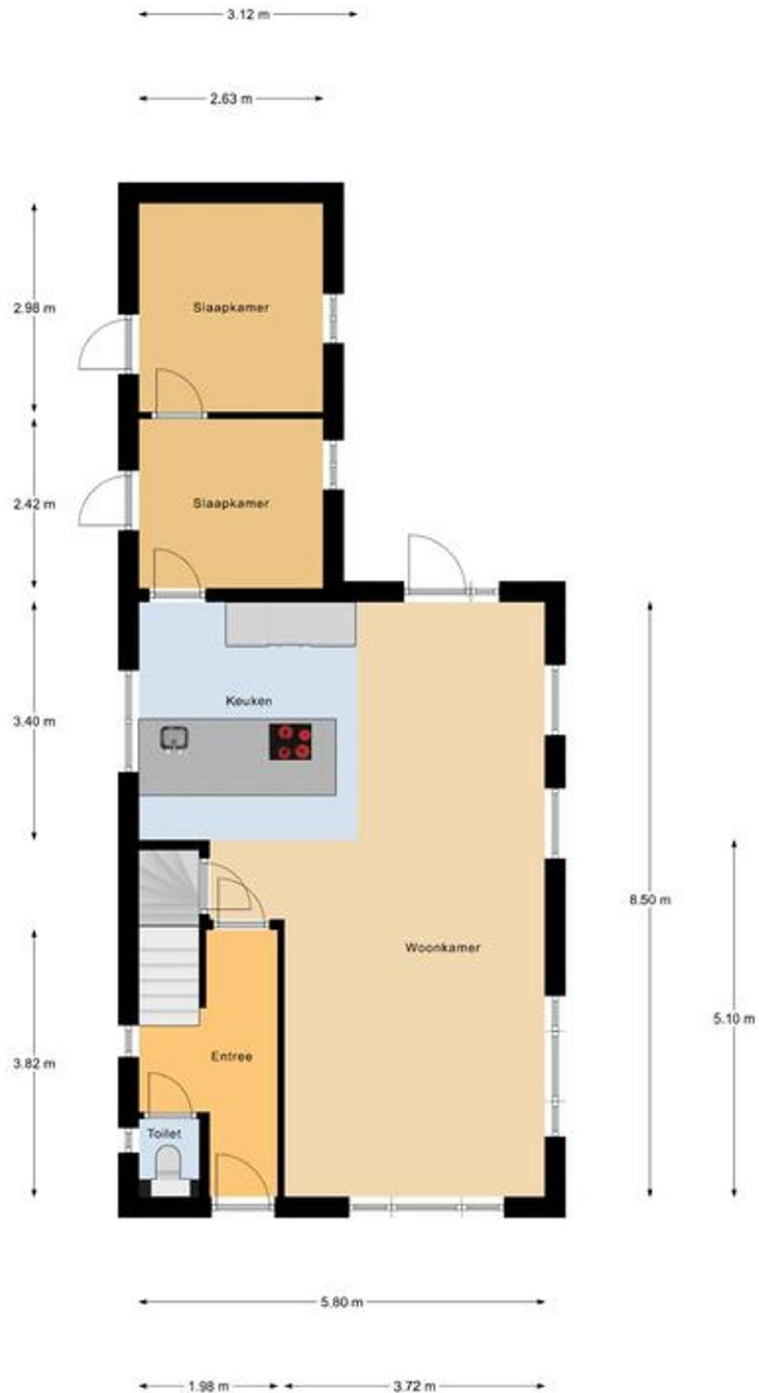 3.12 m
2.63 m
2.98 m
Slaapkamer
2.42 m
Slaapkamer
3.40 m
Keuken
8.50 m
Woonkamer
5.10 m
3.82 m
Entree
Toilet
5.80 m
1.98 m
3.72 m